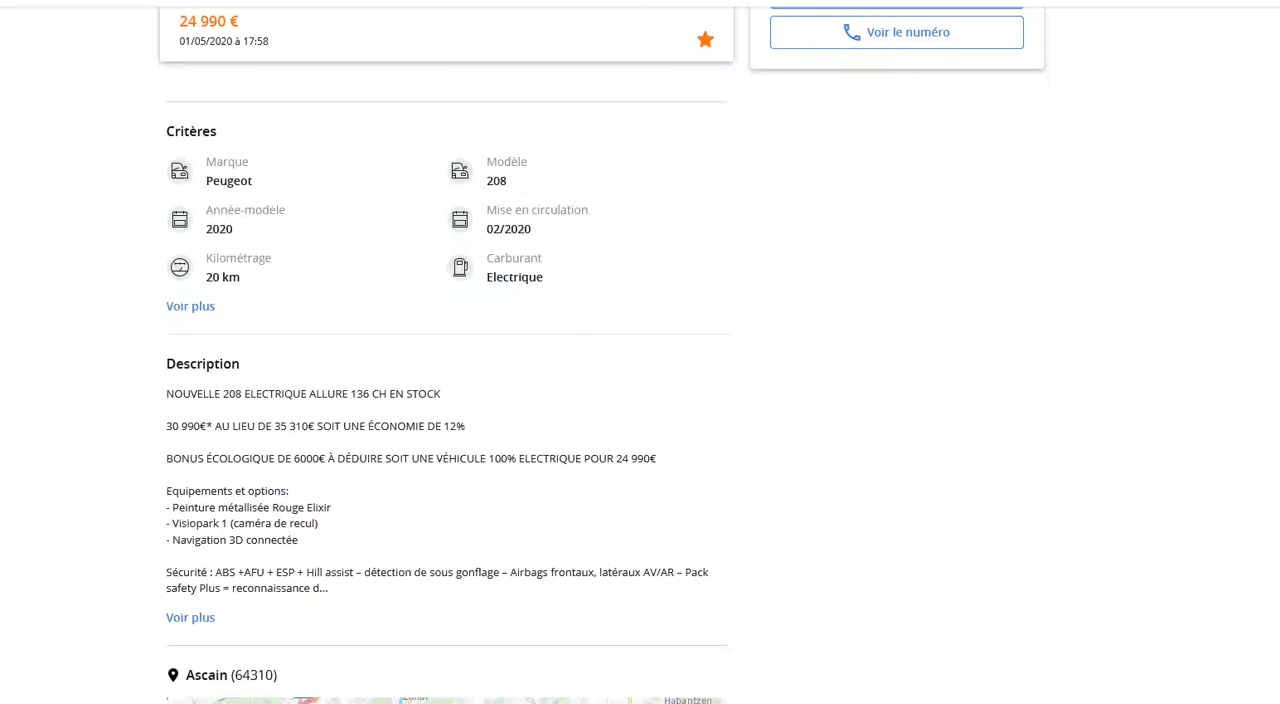 24 990 €
01/05/2020 à 17:58
Voir le numéro
Critères
Marque
Peugeot
Modèle
208
Année-modèle
2020
Mise en circulation
02/2020
Kilométrage
20 km
Carburant
Electrique
Voir plus
Description
NOUVELLE 208 ELECTRIQUE ALLURE 136 CH EN STOCK
30 990€* AU LIEU DE 35 310€ SOIT UNE ÉCONOMIE DE 12%
BONUS ÉCOLOGIQUE DE 6000€ À DÉDUIRE SOIT UNE VÉHICULE 100% ELECTRIQUE POUR 24 990€
Equipements et options:
- Peinture métallisée Rouge Elixir
- Visiopark 1 (caméra de recul)
- Navigation 3D connectée
Sécurité : ABS +AFU + ESP + Hill assist – détection de sous gonflage – Airbags frontaux, latéraux AV/AR – Pack
safety Plus = reconnaissance d...
Voir plus
Ascain (64310)
Habantzen